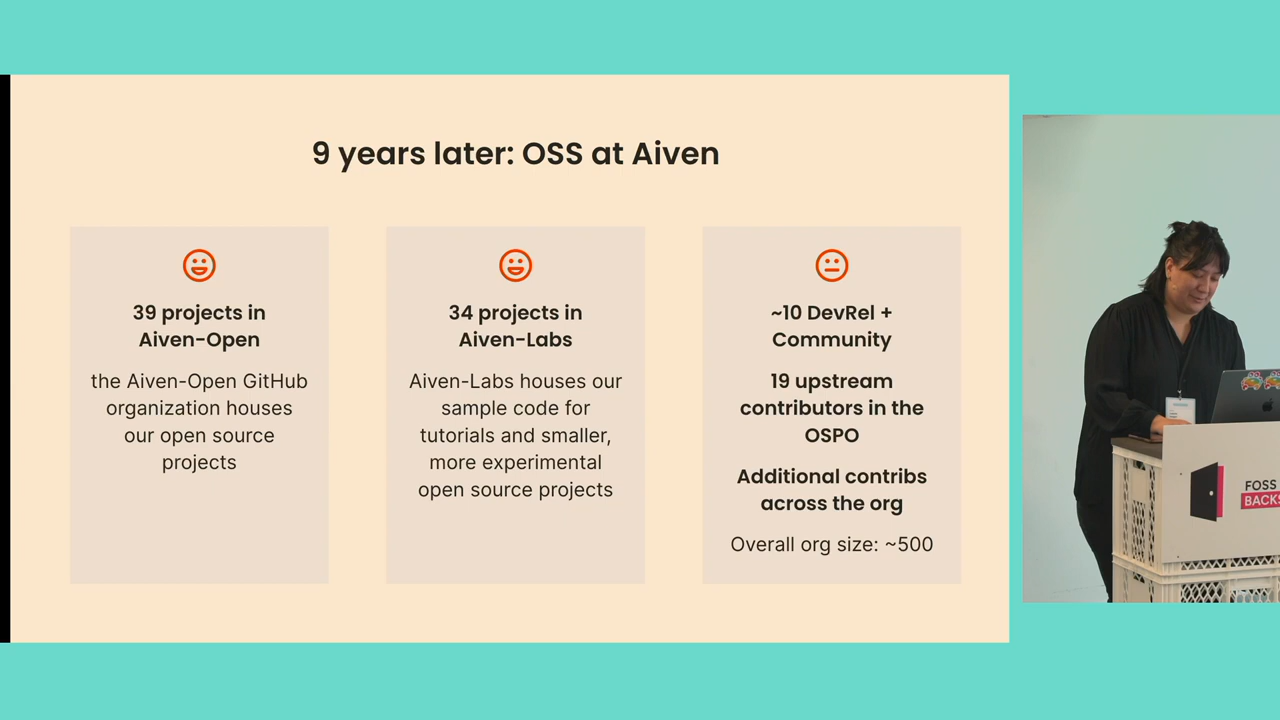 9 years later: OSS at Aiven
39 projects in
Aiven-Open
the Aiven-Open GitHub
organization houses
our open source
projects
34 projects in
Aiven-Labs
Aiven-Labs houses our
sample code for
tutorials and smaller,
more experimental
open source projects
~10 DevRel +
Community
19 upstream
contributors in the
OSPO
Additional contribs
across the org
Overall org size: ~500
FOSS